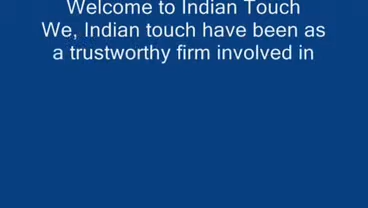 Welcome to Indian Touch
We, Indian touch have been as
a trustworthy firm involved in